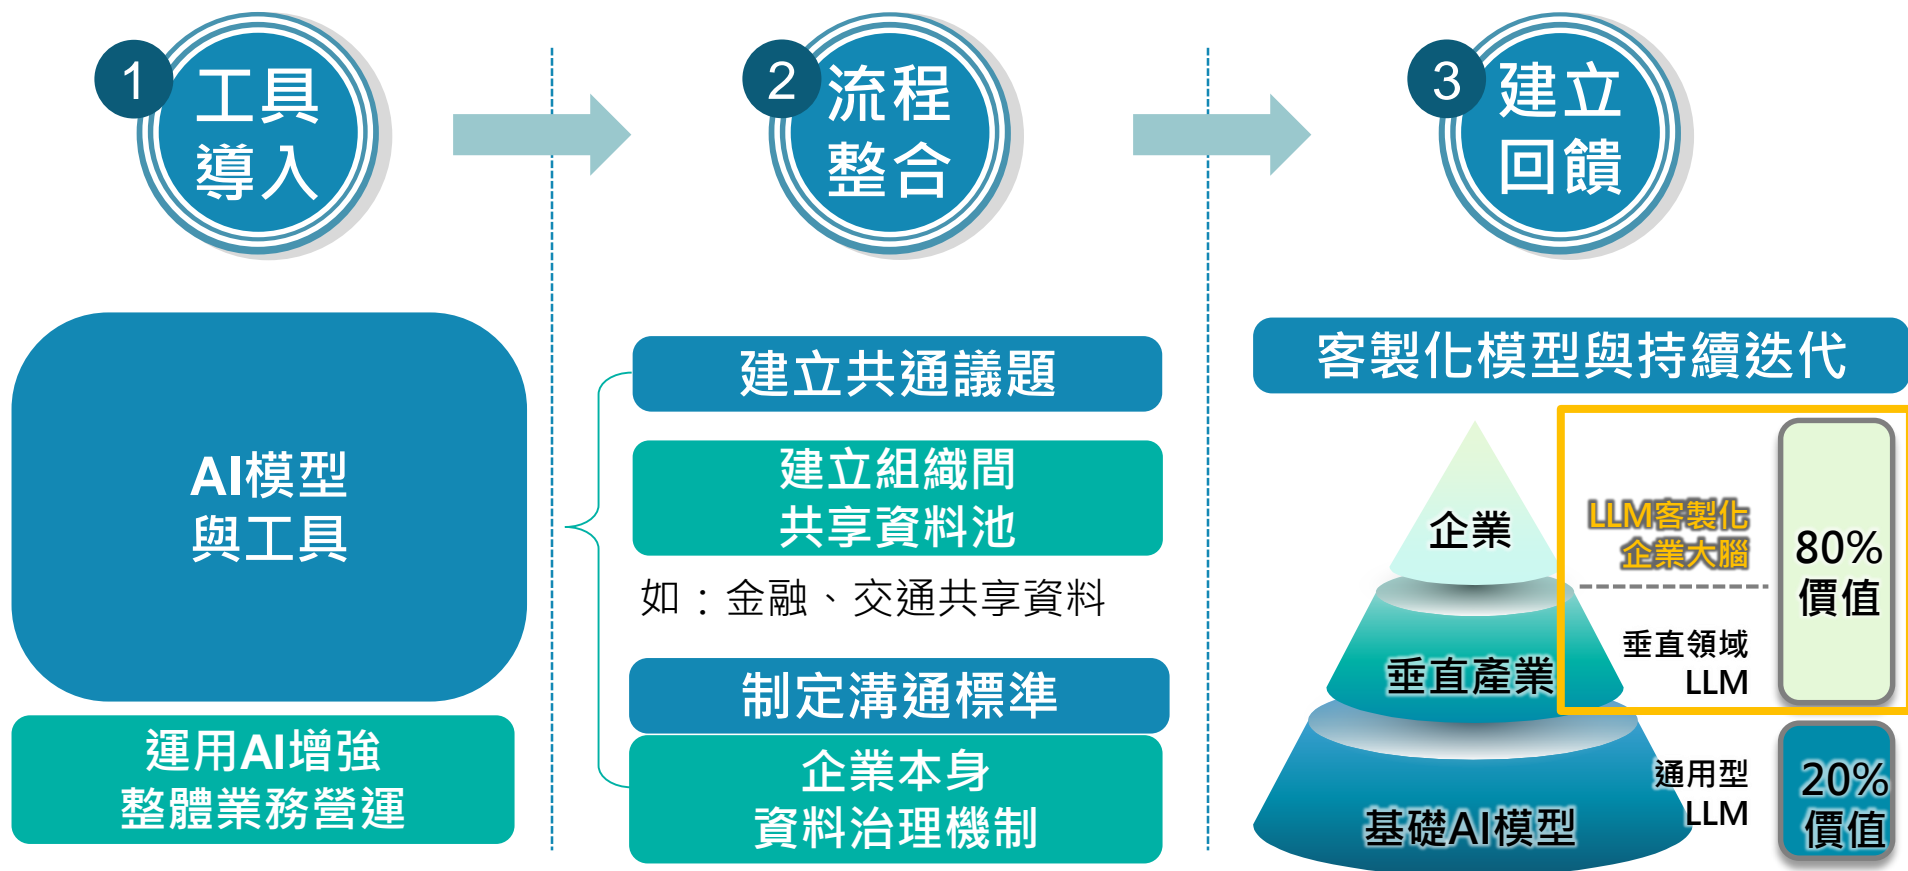 1
工具
導入
AI模型
與工具
運用AI增強
整體業務營運
2
流程
整合
建立共通議題
建立組織間
共享資料池
如：金融、交通共享資料
制定溝通標準
企業本身
資料治理機制
3
建立
回饋
客製化模型與持續迭代
企業
LLM客製化
企業大腦
80%
價值
垂直產業
垂直領域
LLM
基礎AI模型
通用型
LLM
20%
價值